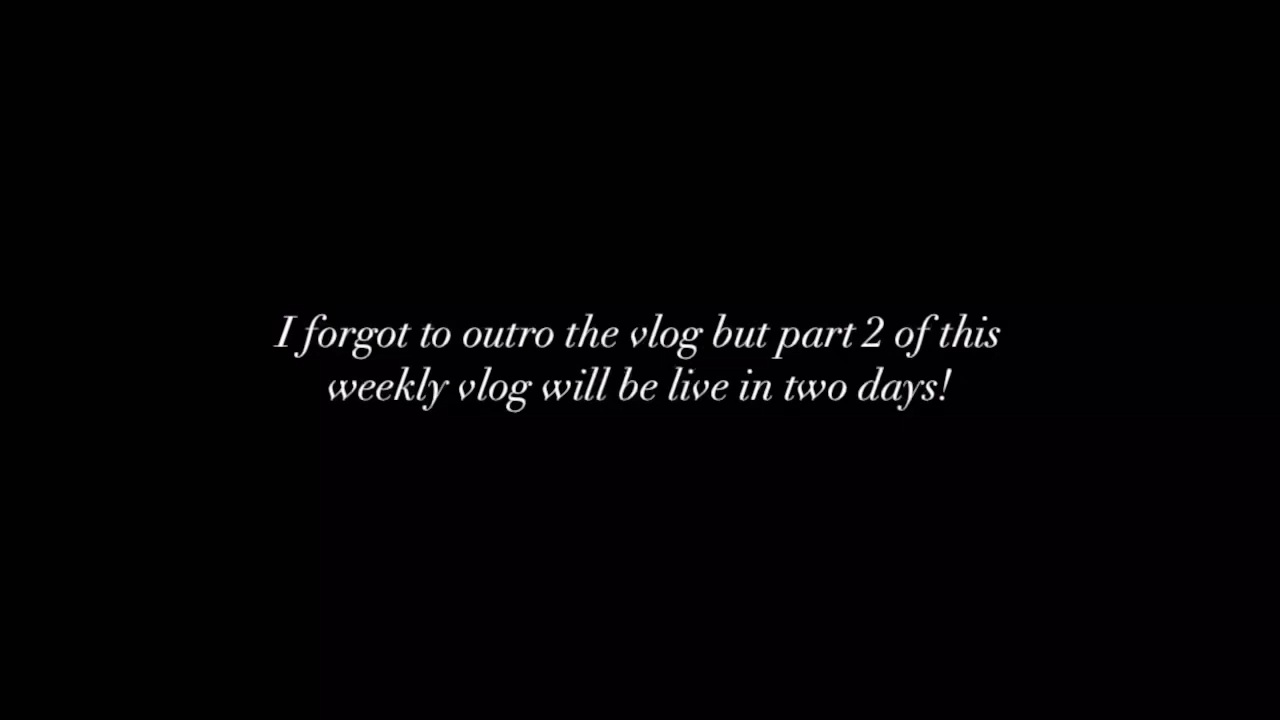 I forgot to outro the vlog but part 2 of this
weekly vlog will be live in two days!